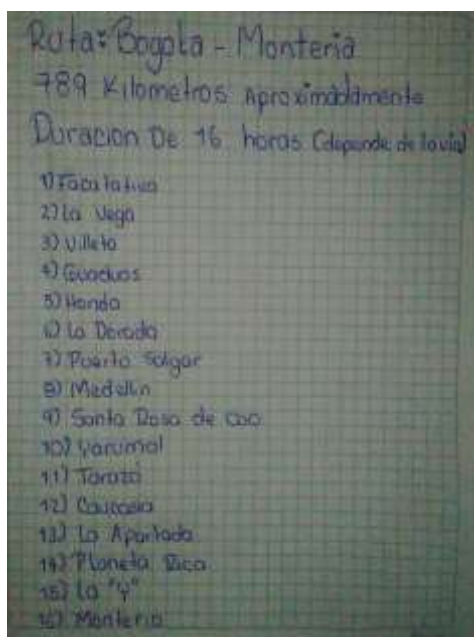 Ruta: Bogota - Monteria
789 Kilometros Aproximadamente
Duracion De 16 horas (depende de la via)
1) Facatativa
2) La Vega
3) Villeta
4) Guaduas
5) Honda
6) La Dorada
7) Puerto Salgar
8) Medellin
9) Santa Rosa de
10) Yarumal
11) Taraza
12) Caucasia
13) La Apartada
14) Planeta Rica
15) La "Y"
16) Monteria